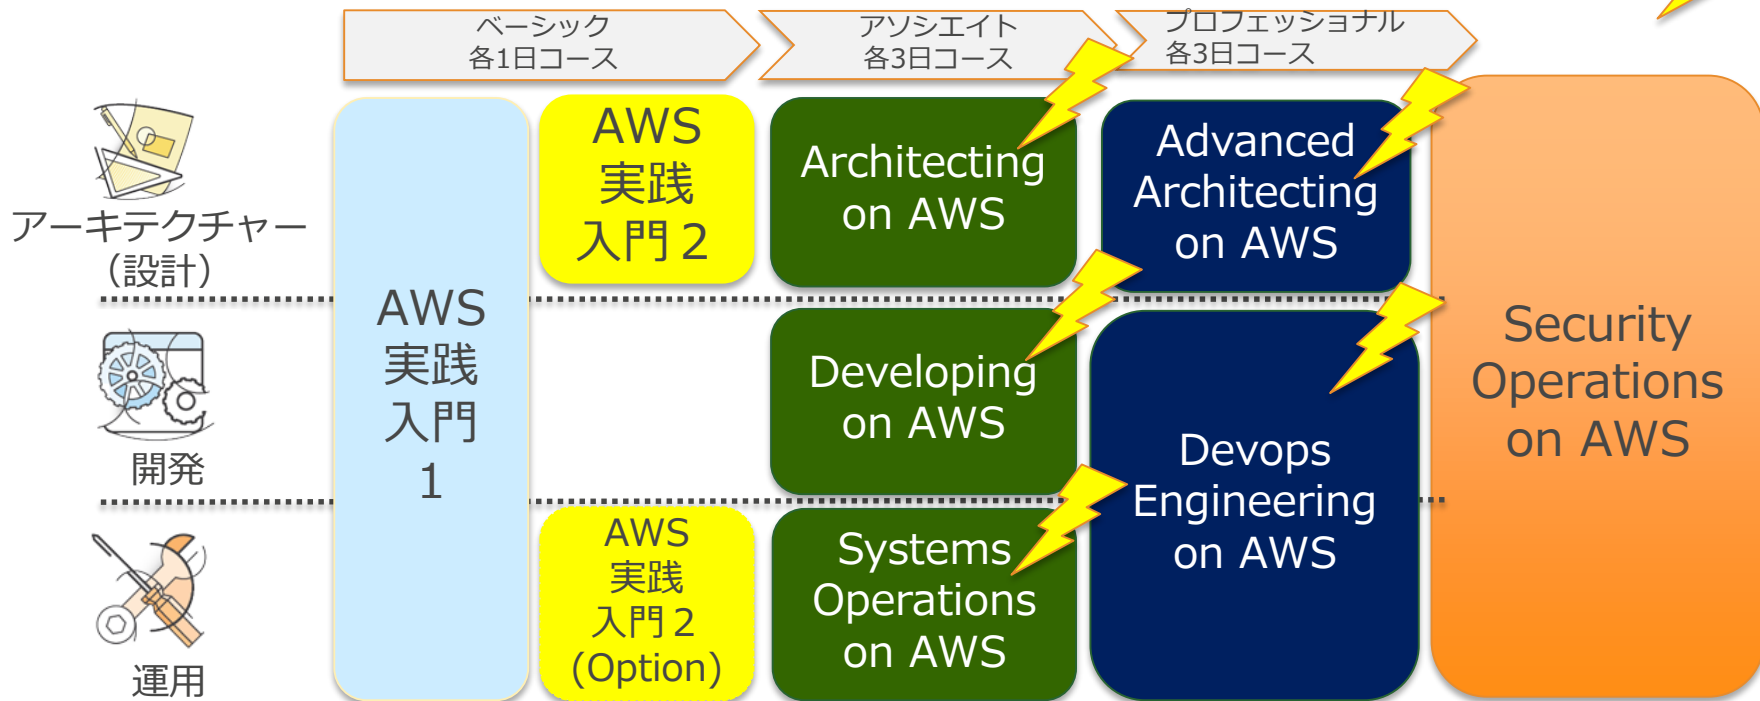 ベーシック
各1日コース
アソシエイト
各3日コース
プロフェッショナル
各3日コース
アーキテクチャー
（設計）
開発
運用
AWS
実践
入門
1
AWS
実践
入門２
AWS
実践
入門２
(Option)
Architecting
on AWS
Developing
on AWS
Systems
Operations
on AWS
Advanced
Architecting
on AWS
Devops
Engineering
on AWS
Security
Operations
on AWS